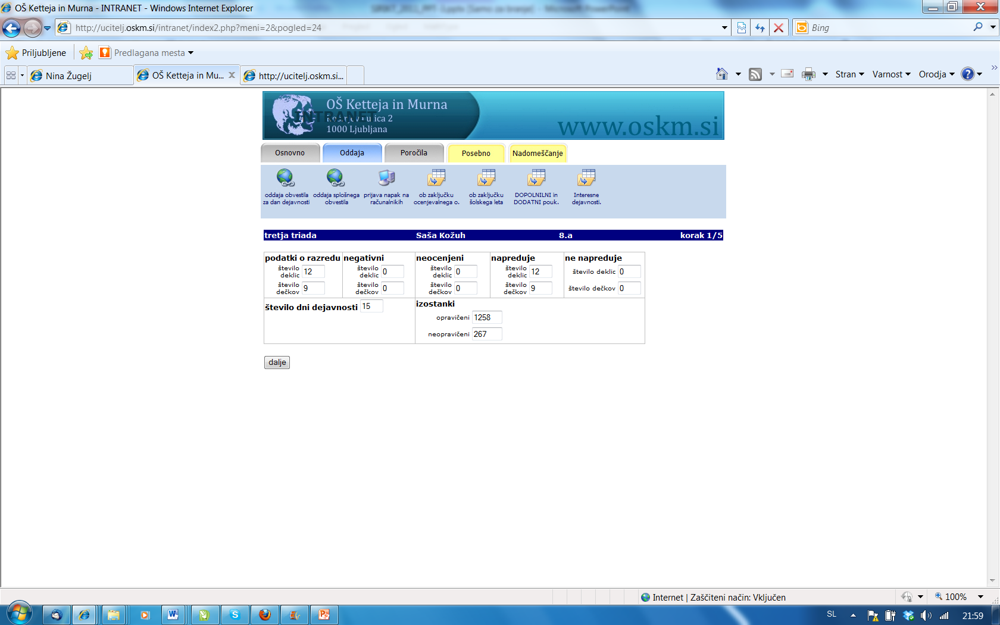 OŠ Ketteja in Murna - INTRANET - Windows Internet Explorer
http://ucitelj.oskm.si/intranet/index2.php?meni=2&pogled=24
Bing
Priljubljene
Predlagana mesta
Nina Žugelj
OŠ Ketteja in Mu...
http://ucitelj.oskm.si...
Stran
Varnost
Orodja
OŠ Ketteja in Murna
INTRANET
ulica 2
1000 Ljubljana
www.oskm.si
Osnovno
Oddaja
Poročila
Posebno
Nadomeščanje
oddaja obvestila
za dan dejavnosti
oddaja splošnega
obvestila
prijava napak na
računalnikih
ob zaključku
ocenjevalnega o.
ob zaključku
šolskega leta
DOPOLNILNI in
DODATNI pouk.
Interesne
dejavnosti.
tretja triada Saša Kožuh 8.a korak 1/5
podatki o razredu
število
deklic 12
število
dečkov 9
negativni
število
deklic 0
število
dečkov 0
neocenjeni
število
deklic 0
število
dečkov 0
napreduje
število
deklic 12
število
dečkov 9
ne napreduje
število deklic 0
število dečkov 0
število dni dejavnosti 15
izostanki
opravičeni 1258
neopravičeni 267
dalje
Internet | Zaščiteni način: Vključen
100%
SL
21:59